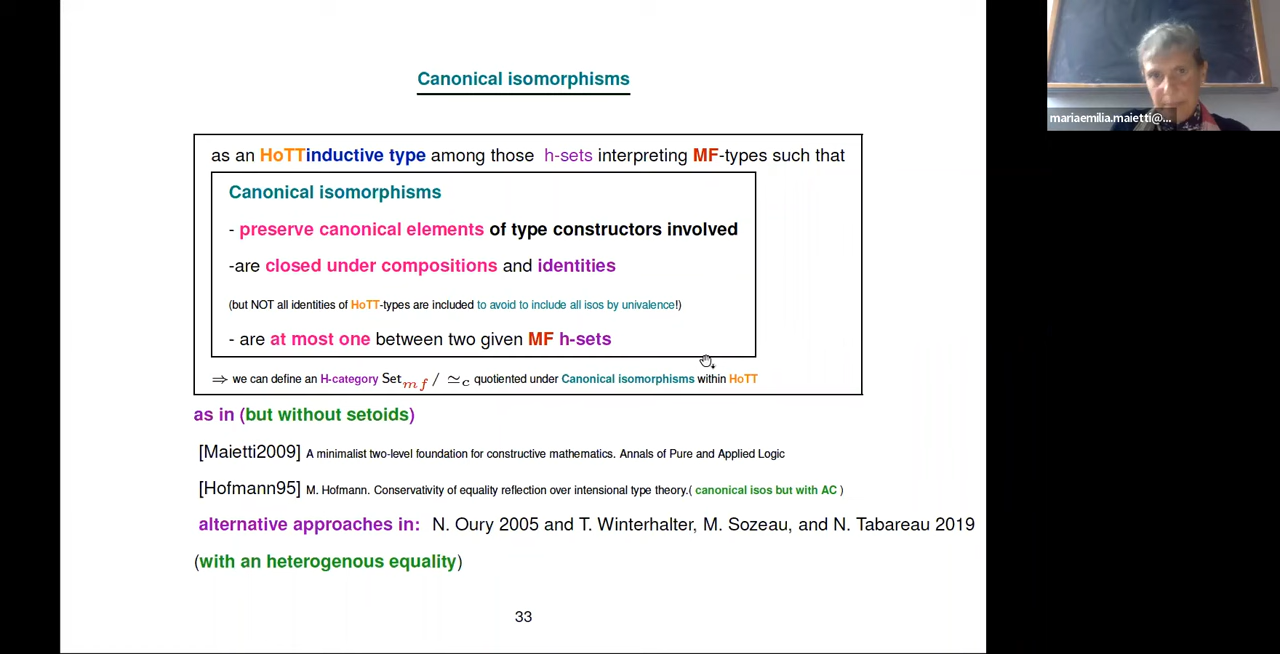 Canonical isomorphisms
as an HoTTinductive type among those h-sets interpreting MF-types such that
Canonical isomorphisms
- preserve canonical elements of type constructors involved
-are closed under compositions and identities
(but NOT all identities of HoTT-types are included to avoid to include all isos by univalence!)
- are at most one between two given MF h-sets
⇒ we can define an H-category Set_mf / ≃_c quotiented under Canonical isomorphisms within HoTT
as in (but without setoids)
[Maietti2009] A minimalist two-level foundation for constructive mathematics. Annals of Pure and Applied Logic
[Hofmann95] M. Hofmann. Conservativity of equality reflection over intensional type theory.( canonical isos but with AC )
alternative approaches in: N. Oury 2005 and T. Winterhalter, M. Sozeau, and N. Tabareau 2019
(with an heterogenous equality)
33
mariaemilia.maietti@...